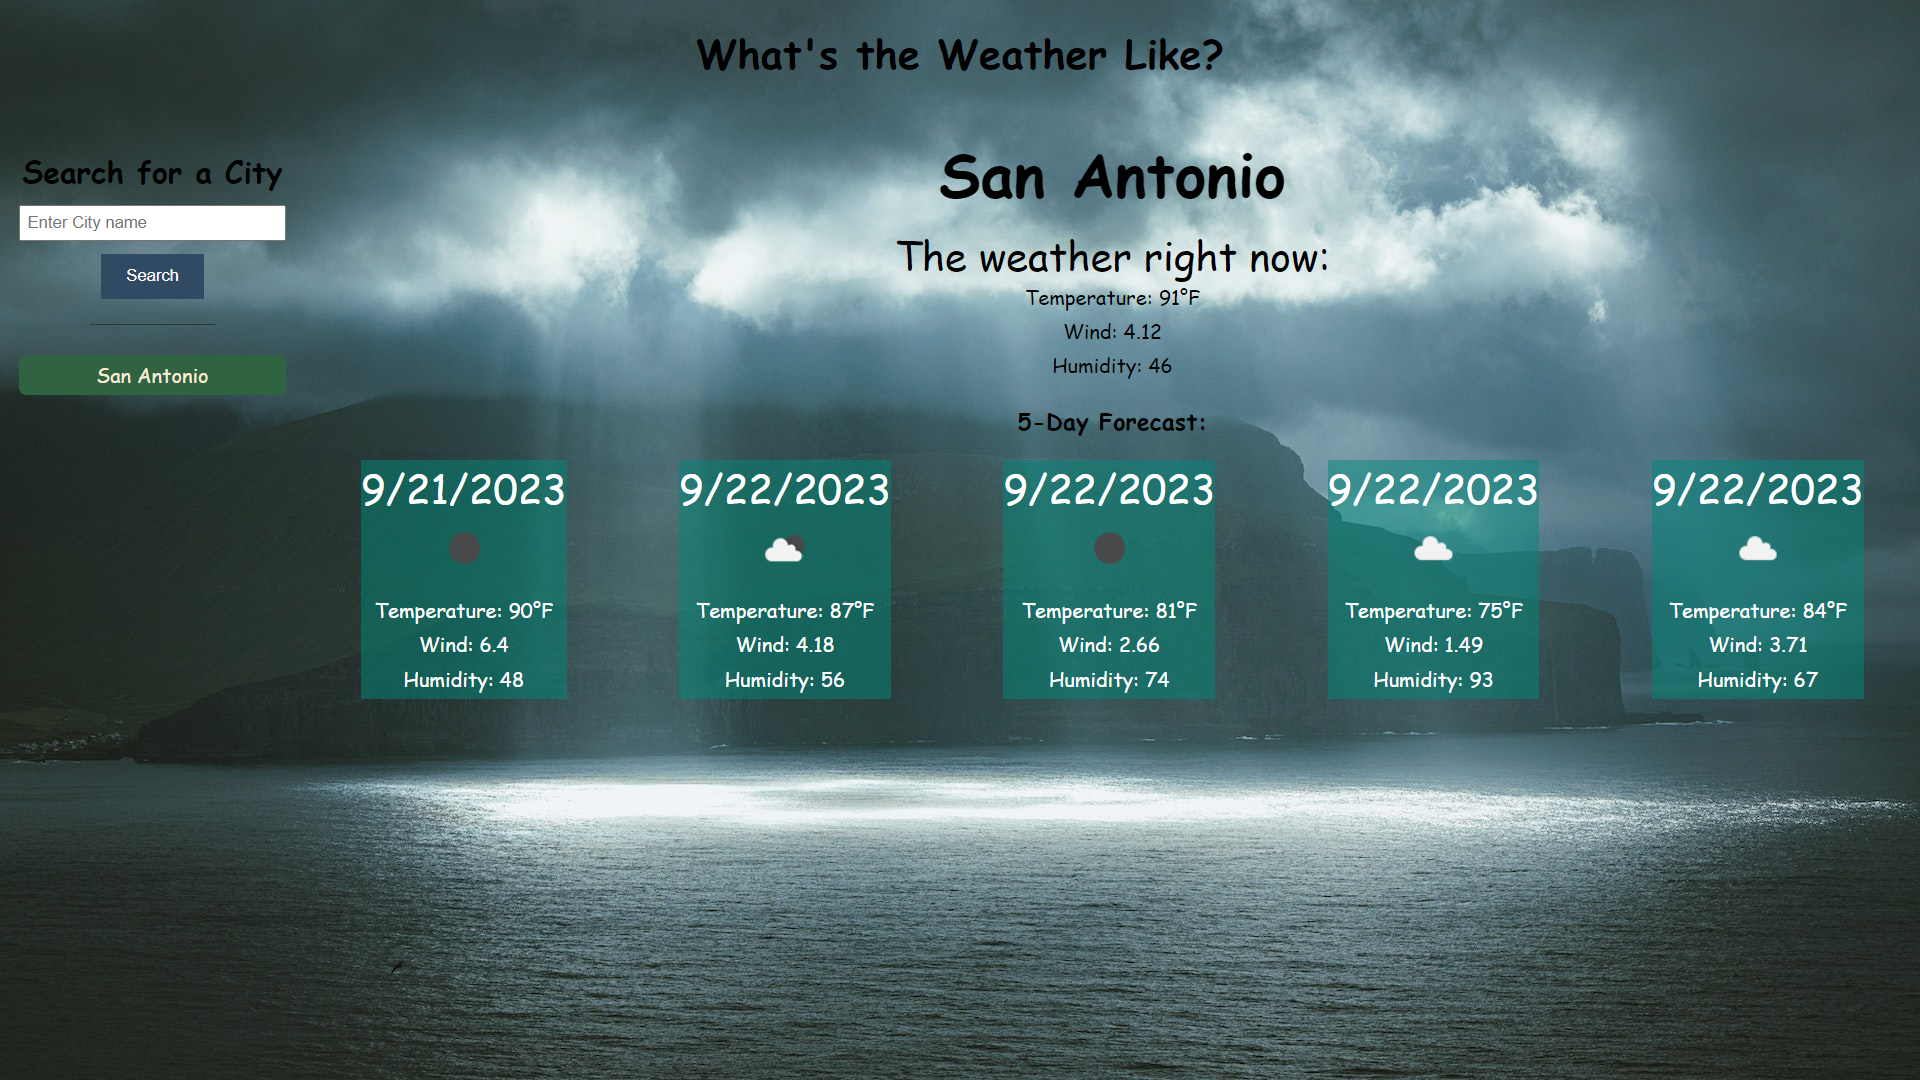 What's the Weather Like?
Search for a City
Enter City name
Search
San Antonio
San Antonio
The weather right now:
Temperature: 91°F
Wind: 4.12
Humidity: 46
5-Day Forecast:
9/21/2023
Temperature: 90°F
Wind: 6.4
Humidity: 48
9/22/2023
Temperature: 87°F
Wind: 4.18
Humidity: 56
9/22/2023
Temperature: 81°F
Wind: 2.66
Humidity: 74
9/22/2023
Temperature: 75°F
Wind: 1.49
Humidity: 93
9/22/2023
Temperature: 84°F
Wind: 3.71
Humidity: 67